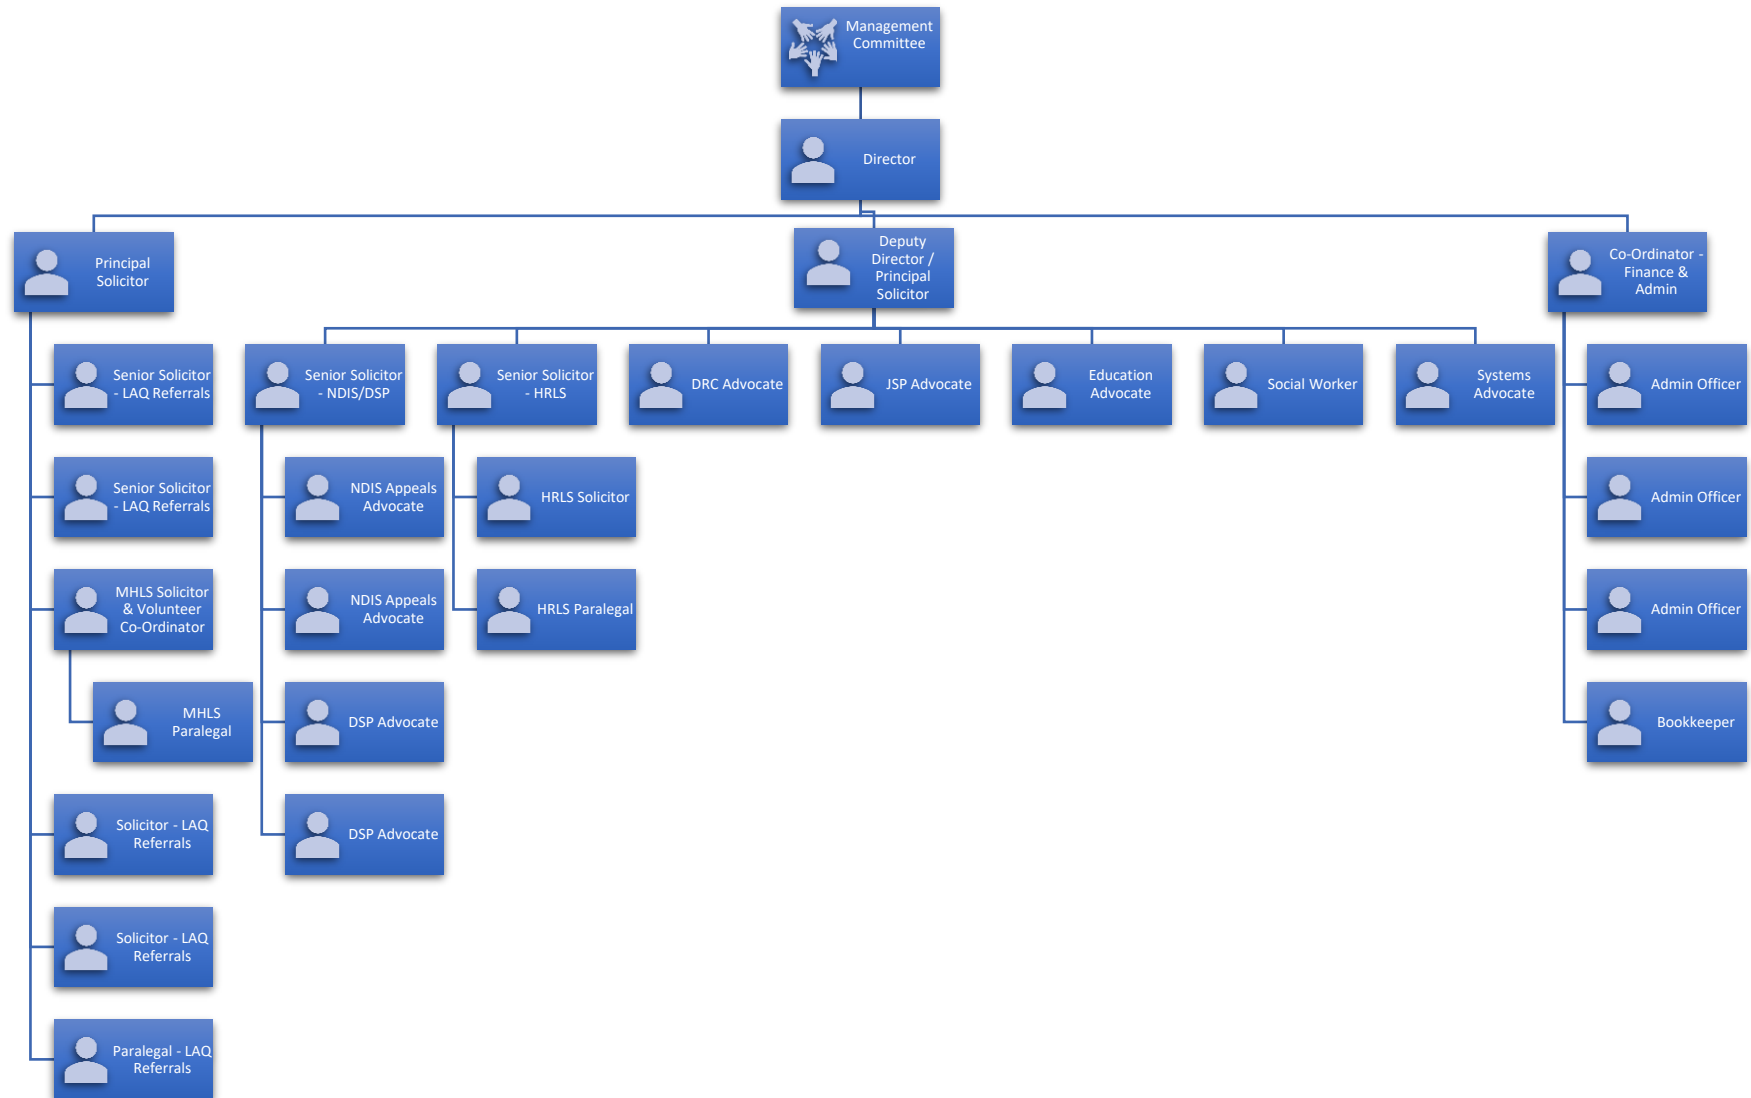 Management
Committee
Director
Principal
Solicitor
Deputy
Director /
Principal
Solicitor
Co-Ordinator -
Finance &
Admin
Senior Solicitor
- LAQ Referrals
Senior Solicitor
- NDIS/DSP
Senior Solicitor
- HRLS
DRC Advocate
JSP Advocate
Education
Advocate
Social Worker
Systems
Advocate
Admin Officer
Senior Solicitor
- LAQ Referrals
NDIS Appeals
Advocate
HRLS Solicitor
Admin Officer
MHLS Solicitor
& Volunteer
Co-Ordinator
NDIS Appeals
Advocate
HRLS Paralegal
Admin Officer
MHLS
Paralegal
DSP Advocate
Bookkeeper
Solicitor - LAQ
Referrals
DSP Advocate
Solicitor - LAQ
Referrals
Paralegal - LAQ
Referrals